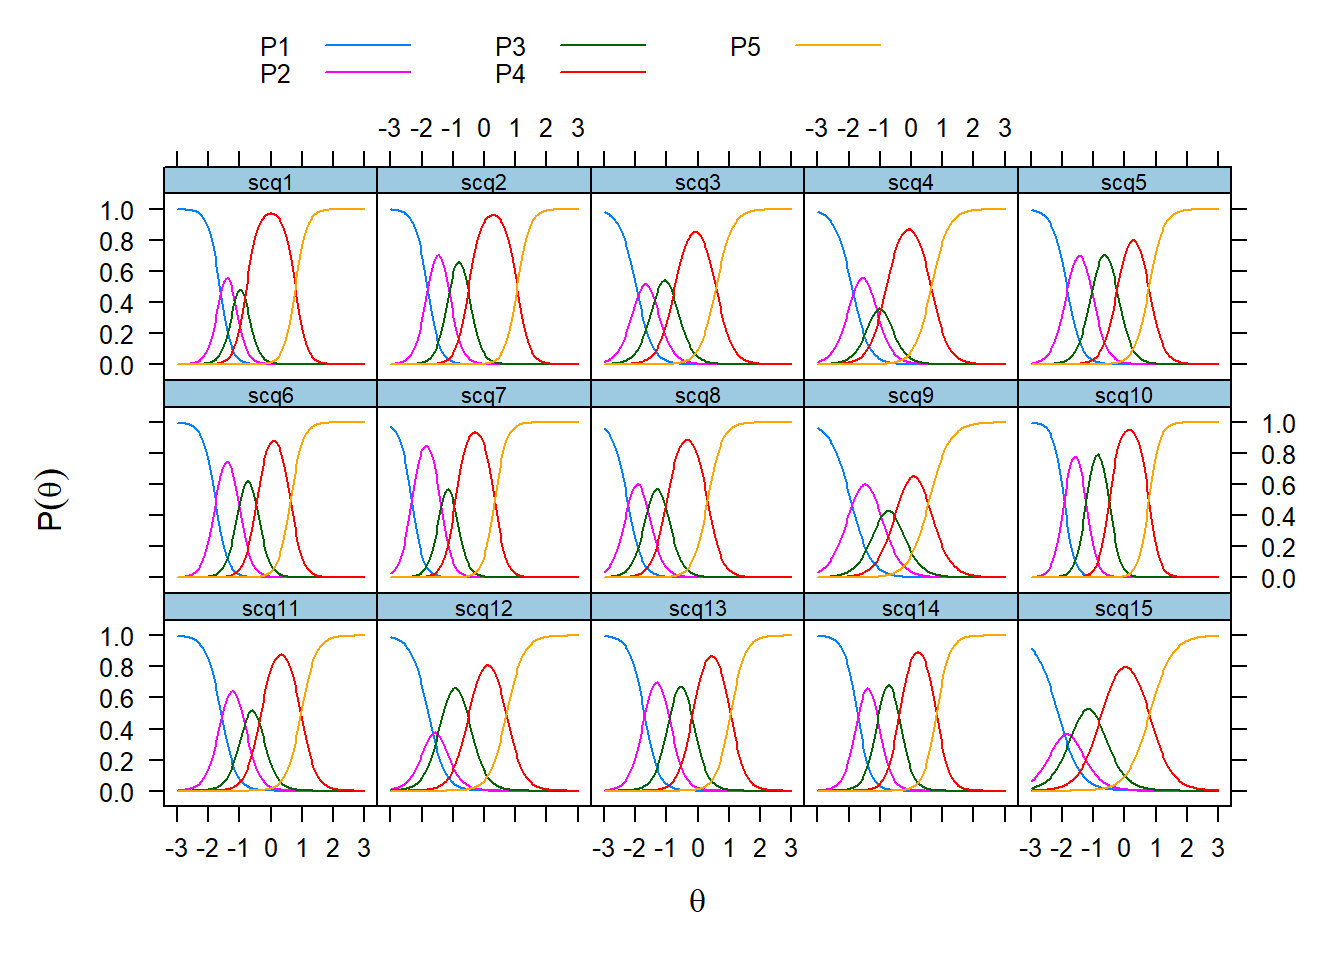 P1 P3 P5
P2 P4
-3 -2 -1 0 1 2 3 -3 -2 -1 0 1 2 3
scq1 scq2 scq3 scq4 scq5
1.0
0.8
0.6
0.4
0.2
0.0
scq6 scq7 scq8 scq9 scq10
1.0
0.8
0.6
0.4
0.2
0.0
P(θ)
scq11 scq12 scq13 scq14 scq15
1.0
0.8
0.6
0.4
0.2
0.0
-3 -2 -1 0 1 2 3 -3 -2 -1 0 1 2 3 -3 -2 -1 0 1 2 3
θ